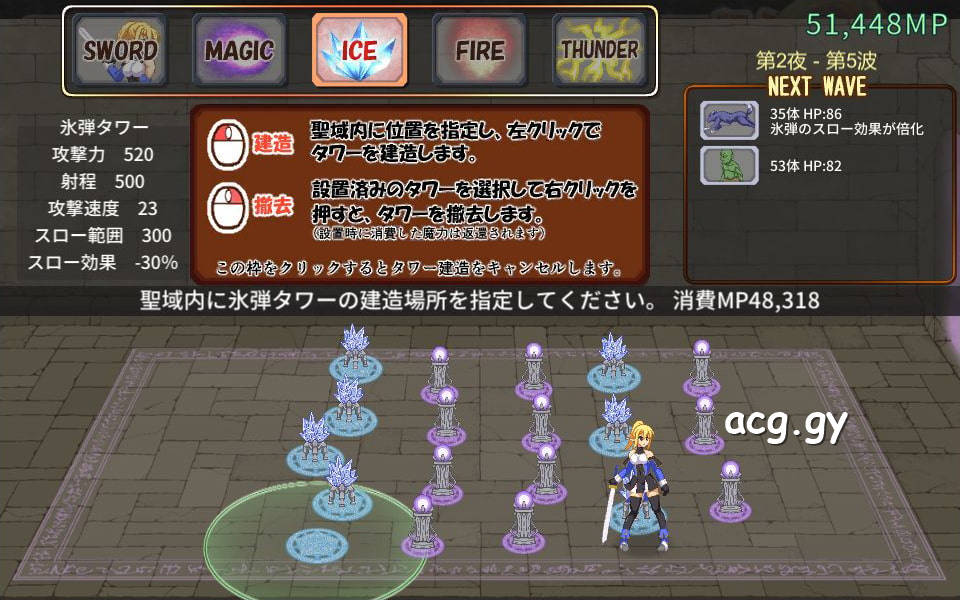 SWORD
MAGIC
ICE
FIRE
THUNDER
51,448MP
第2夜 - 第5波
NEXT WAVE
35体 HP:86
氷弾のスロー効果が倍化
53体 HP:82
氷弾タワー
攻撃力 520
射程 500
攻撃速度 23
スロー範囲 300
スロー効果 -30%
建造
聖域内に位置を指定し、左クリックで
タワーを建造します。
撤去
設置済みのタワーを選択して右クリックを
押すと、タワーを撤去します。
(設置時に消費した魔力は返還されます)
この枠をクリックするとタワー建造をキャンセルします。
聖域内に氷弾タワーの建造場所を指定してください。 消費MP48,318
acg.gy